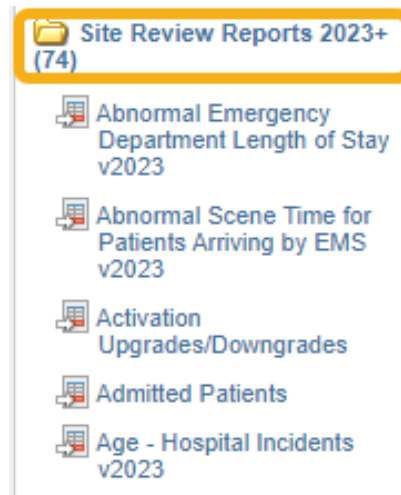 Site Review Reports 2023+
(74)
Abnormal Emergency
Department Length of Stay
v2023
Abnormal Scene Time for
Patients Arriving by EMS
v2023
Activation
Upgrades/Downgrades
Admitted Patients
Age - Hospital Incidents
v2023